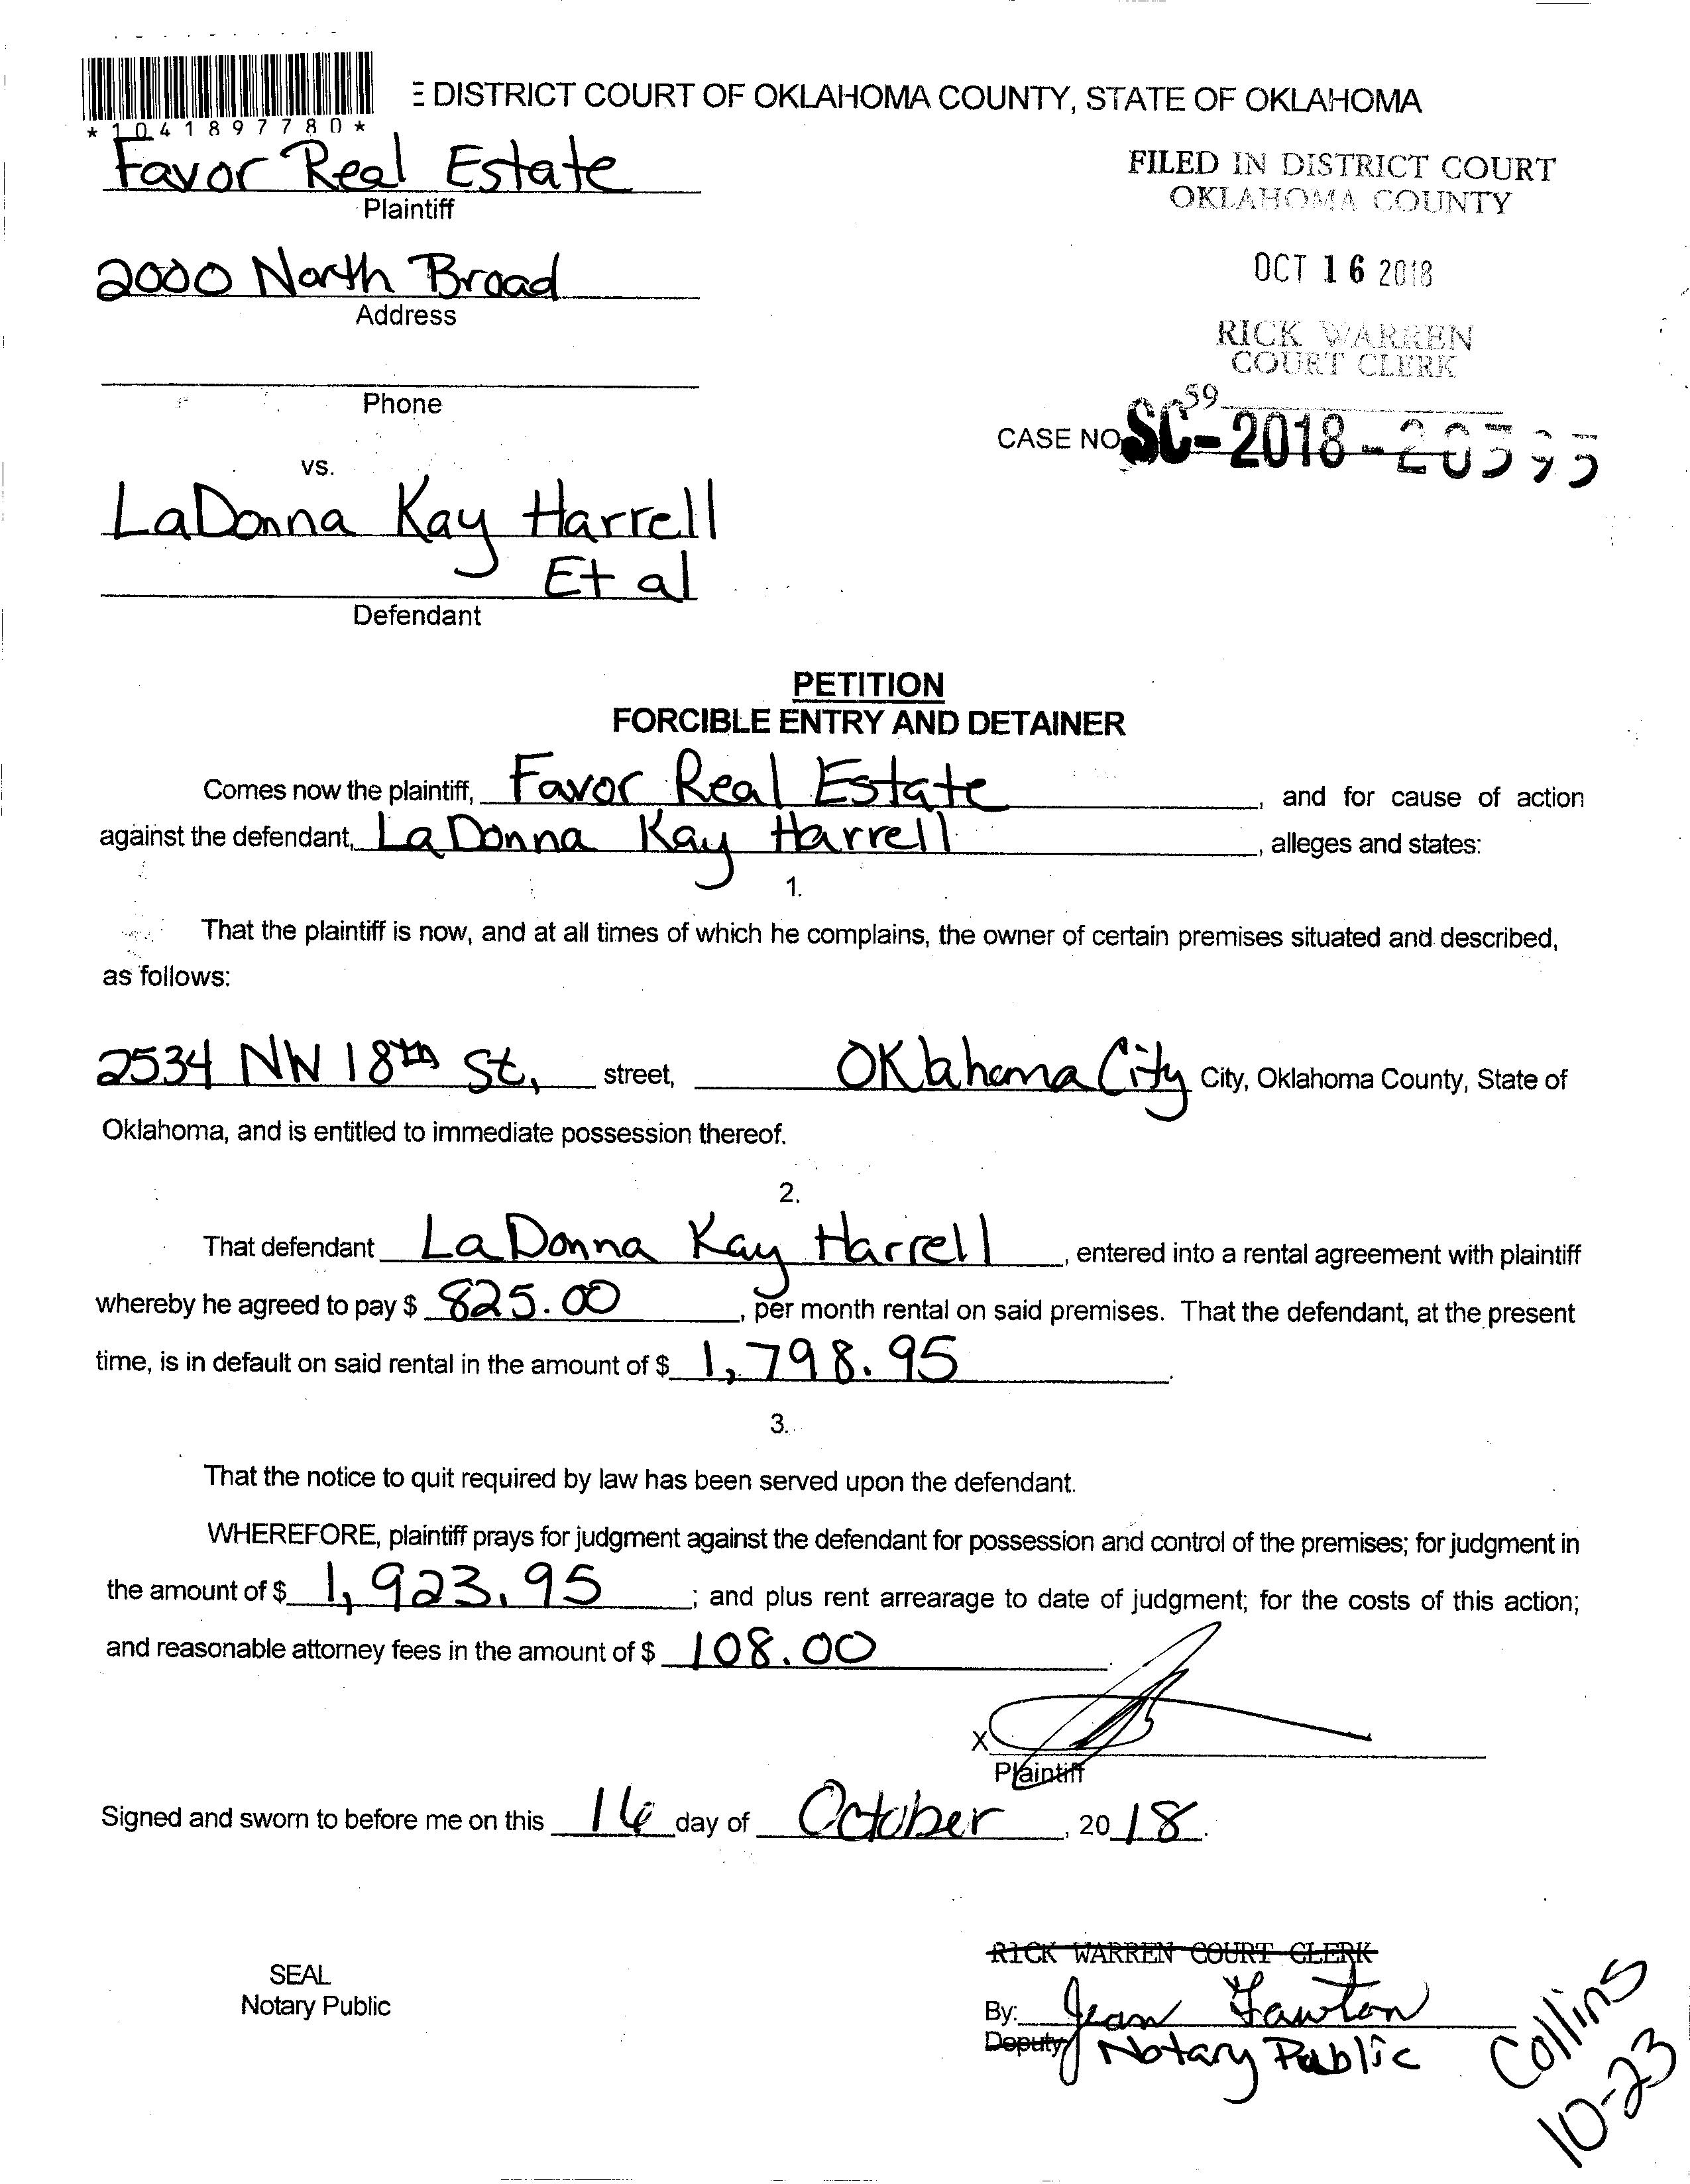 *1041897780*
E DISTRICT COURT OF OKLAHOMA COUNTY, STATE OF OKLAHOMA
Favor Real Estate
Plaintiff
FILED IN DISTRICT COURT
OKLAHOMA COUNTY
2000 North Broad
Address
OCT 16 2018
RICK WARREN
COURT CLERK
Phone
59
CASE NO. SC-2018-20595
vs.
LaDonna Kay Harrell
Et al
Defendant
PETITION
FORCIBLE ENTRY AND DETAINER
Comes now the plaintiff, Favor Real Estate, and for cause of action
against the defendant, LaDonna Kay Harrell, alleges and states:
1.
That the plaintiff is now, and at all times of which he complains, the owner of certain premises situated and described,
as follows:
2534 NW 18th St, street, Oklahoma City City, Oklahoma County, State of
Oklahoma, and is entitled to immediate possession thereof.
2.
That defendant LaDonna Kay Harrell, entered into a rental agreement with plaintiff
whereby he agreed to pay $ 825.00, per month rental on said premises. That the defendant, at the present
time, is in default on said rental in the amount of $ 1,798.95.
3.
That the notice to quit required by law has been served upon the defendant.
WHEREFORE, plaintiff prays for judgment against the defendant for possession and control of the premises; for judgment in
the amount of $ 1,923.95; and plus rent arrearage to date of judgment; for the costs of this action;
and reasonable attorney fees in the amount of $ 108.00.
X
Plaintiff
Signed and sworn to before me on this 16 day of October, 2018.
RICK WARREN COURT CLERK
SEAL
Notary Public
By: Jean Lawton
Deputy Notary Public
Collins
10-23